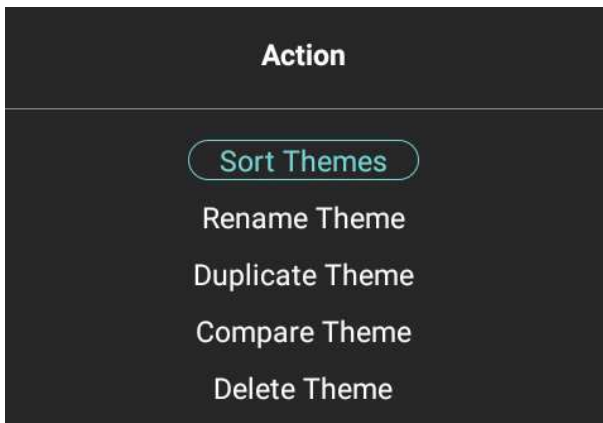 Action
Sort Themes
Rename Theme
Duplicate Theme
Compare Theme
Delete Theme